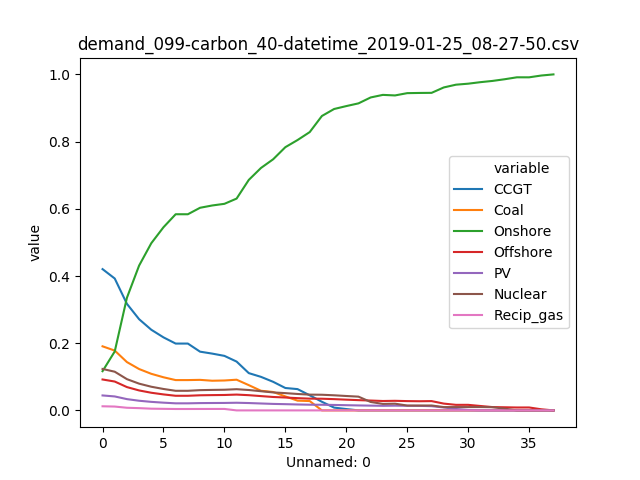 demand_099-carbon_40-datetime_2019-01-25_08-27-50.csv
1.0
0.8
0.6
0.4
0.2
0.0
value
variable
CCGT
Coal
Onshore
Offshore
PV
Nuclear
Recip_gas
0 5 10 15 20 25 30 35
Unnamed: 0